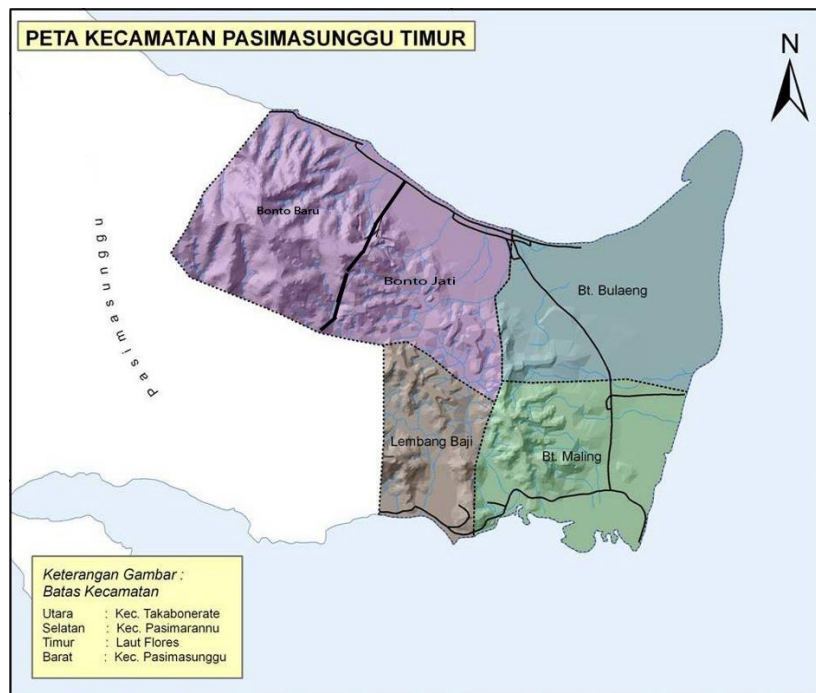 PETA KECAMATAN PASIMASUNGGU TIMUR
N
Bonto Baru
Bonto Jati
Bt. Bulaeng
Pasimasunggu
Lembang Baji
Bt. Maling
Keterangan Gambar :
Batas Kecamatan
Utara : Kec. Takabonerate
Selatan : Kec. Pasimarannu
Timur : Laut Flores
Barat : Kec. Pasimasunggu